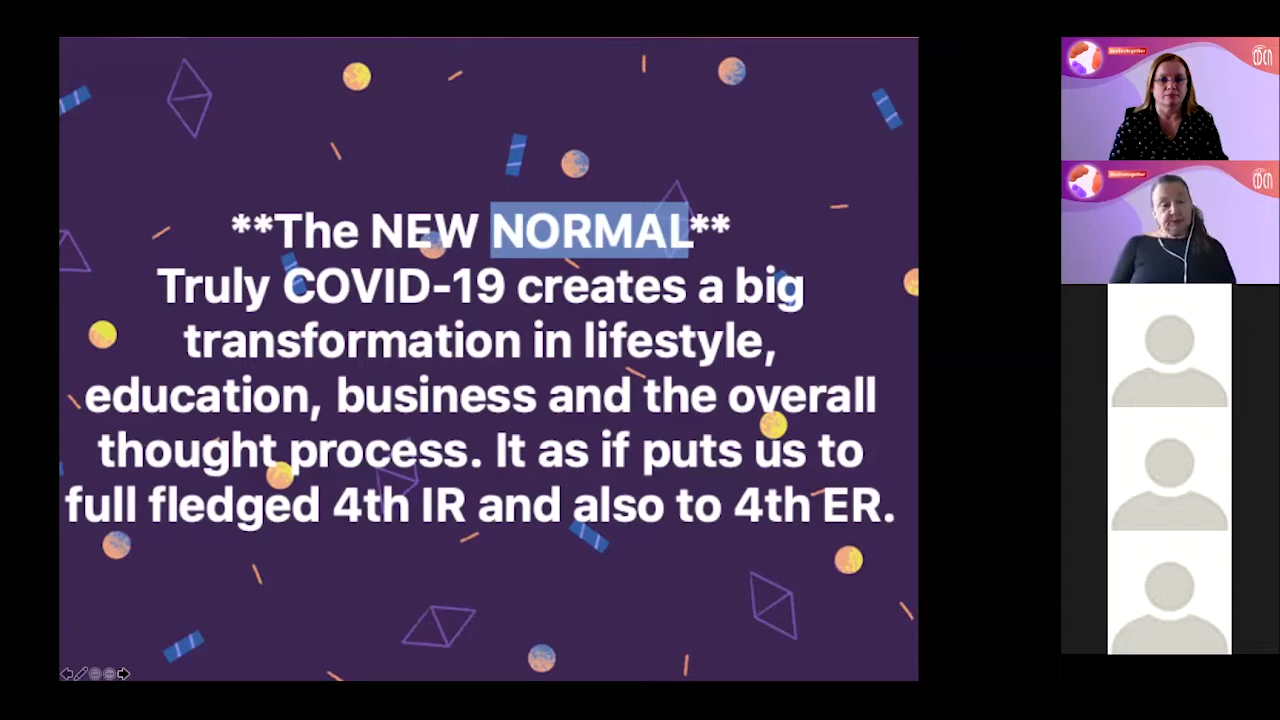 **The NEW NORMAL**
Truly COVID-19 creates a big
transformation in lifestyle,
education, business and the overall
thought process. It as if puts us to
full fledged 4th IR and also to 4th ER.